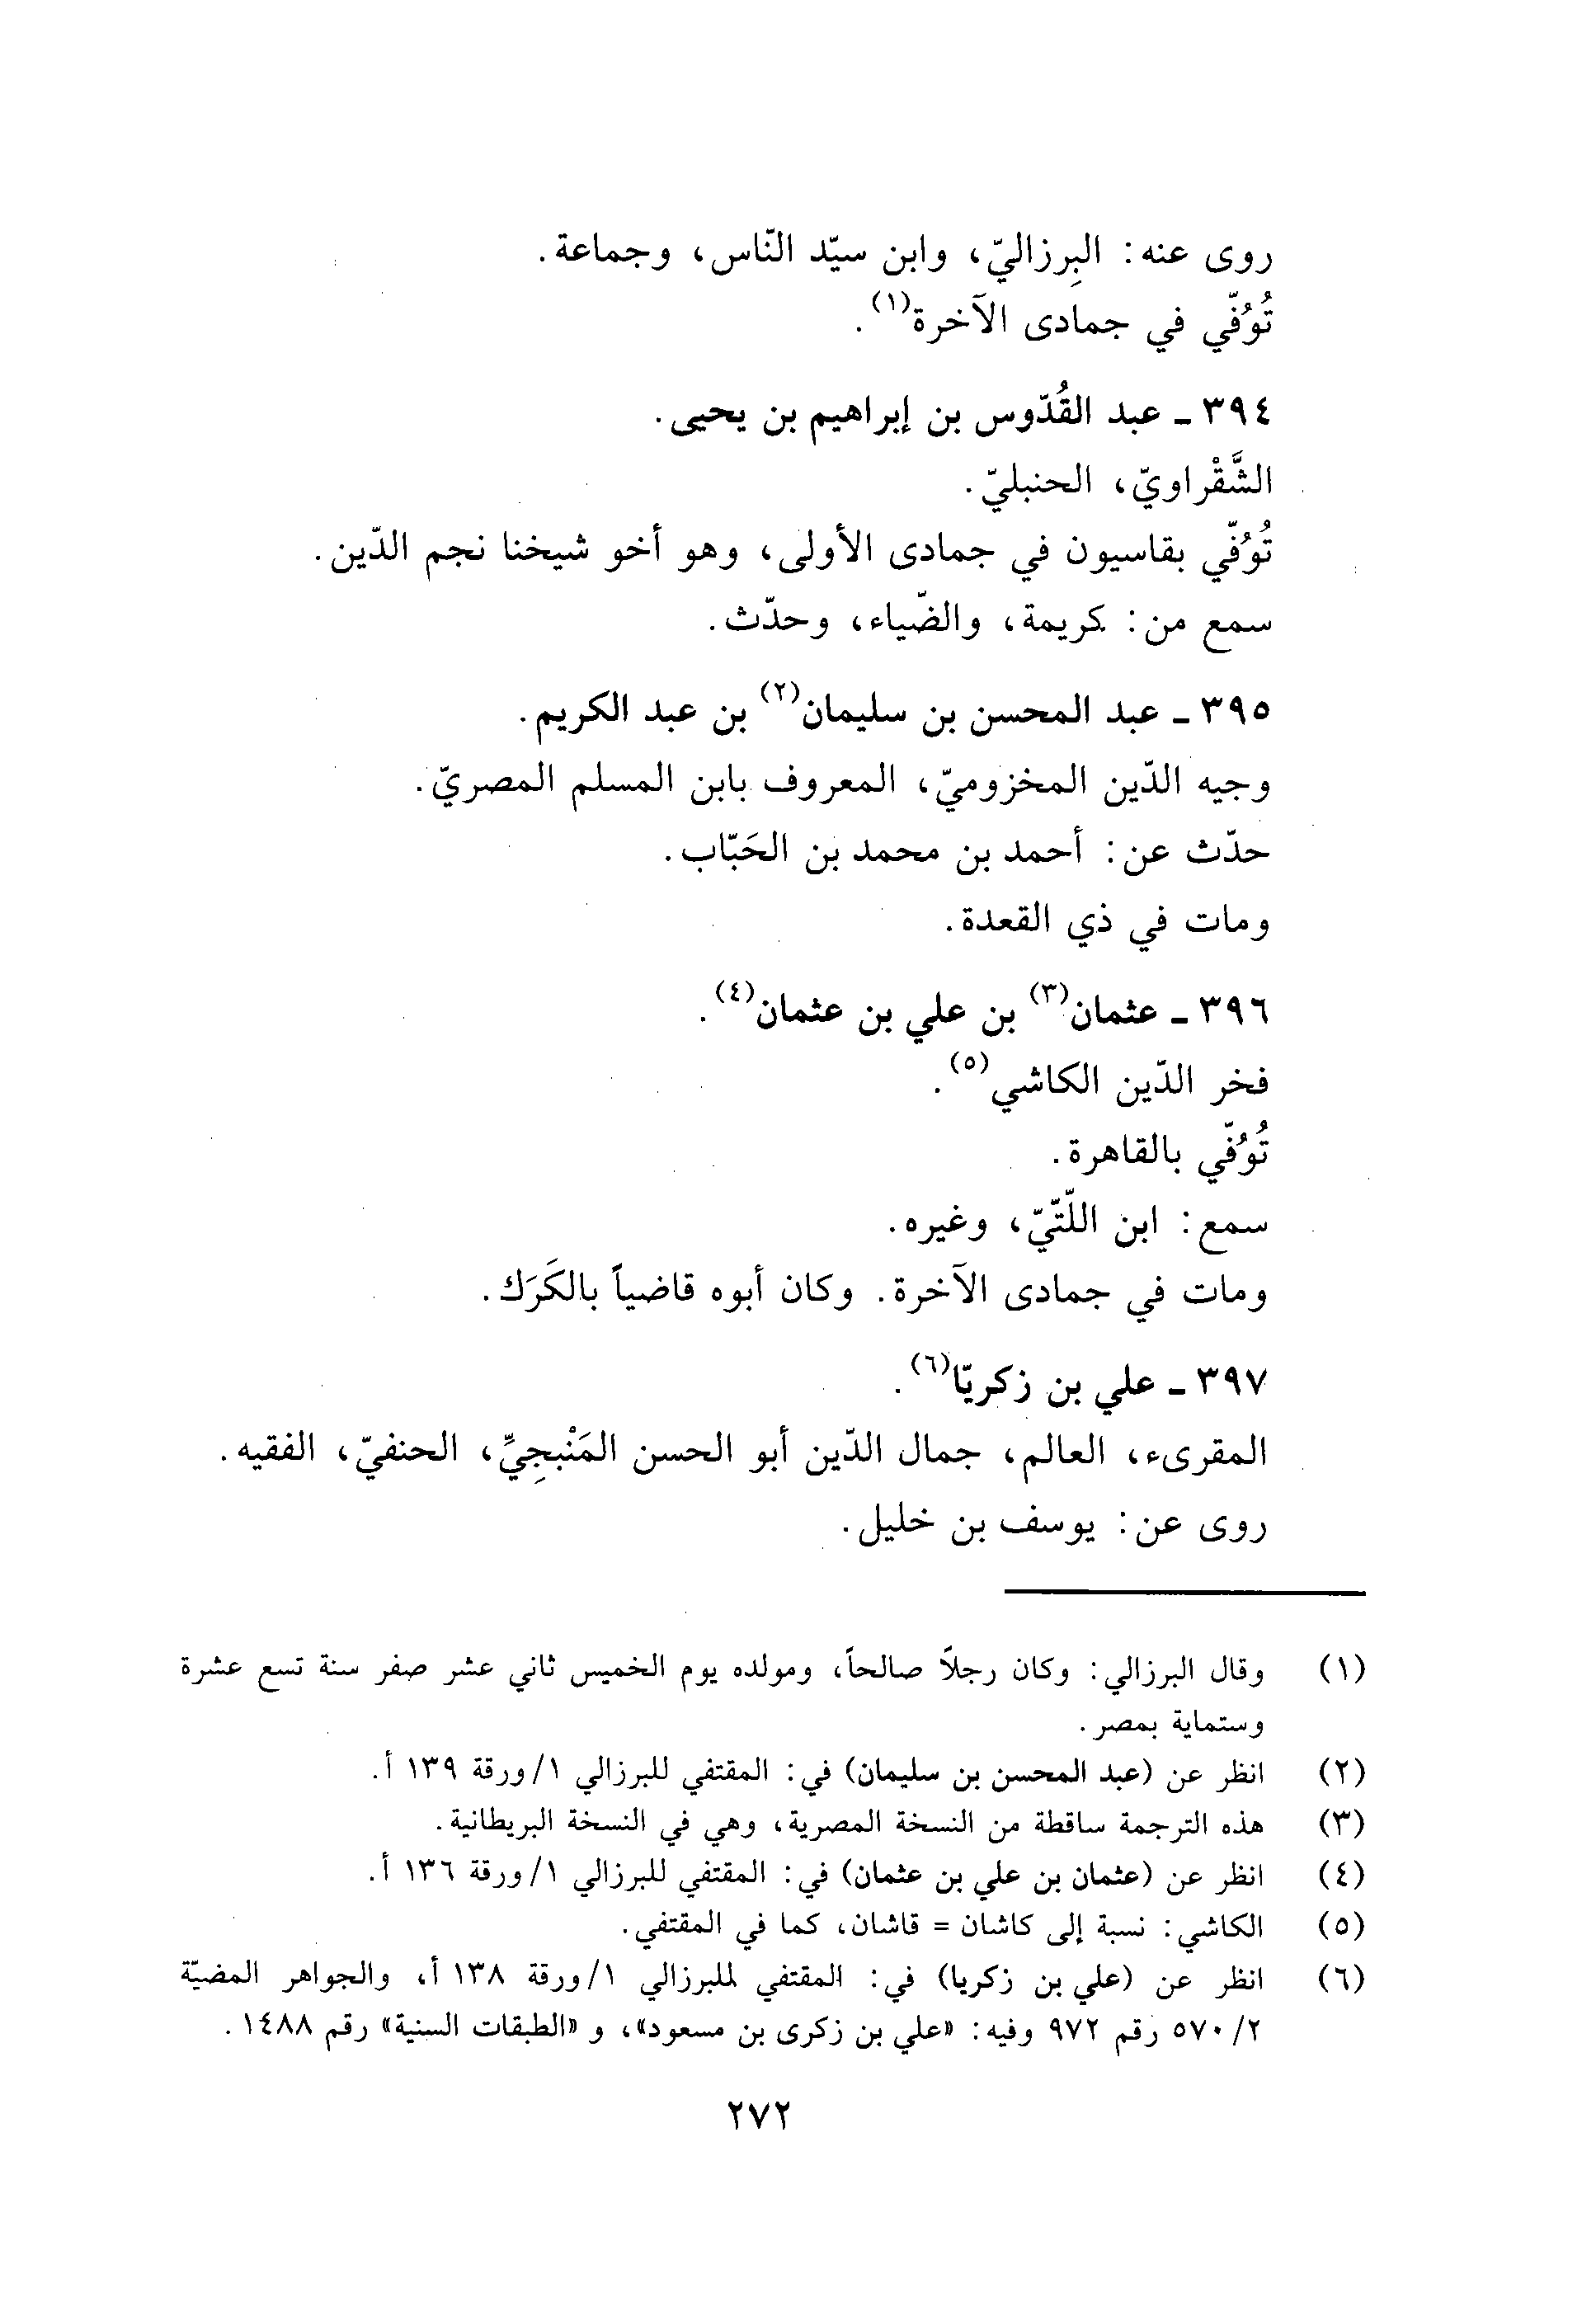 روى عنه: البِرزاليّ، وابن سيّد النّاس، وجماعة.
تُوُفّي في جمادى الآخرة(١).
٣٩٤ ـ عبد القُدّوس بن إبراهيم بن يحيى.
الشَّقْراويّ، الحنبليّ.
تُوُفّي بقاسيون في جمادى الأولى، وهو أخو شيخنا نجم الدّين.
سمع من: كريمة، والضّياء، وحدّث.
٣٩٥ ـ عبد المحسن بن سليمان(٢) بن عبد الكريم.
وجيه الدّين المخزوميّ، المعروف بابن المسلم المصريّ.
حدّث عن: أحمد بن محمد بن الحَبّاب.
ومات في ذي القعدة.
٣٩٦ ـ عثمان(٣) بن علي بن عثمان(٤).
فخر الدّين الكاشي(٥).
تُوُفّي بالقاهرة.
سمع: ابن اللّتّيّ، وغيره.
ومات في جمادى الآخرة. وكان أبوه قاضياً بالكَرَك.
٣٩٧ ـ علي بن زكريّا(٦).
المقرىء، العالم، جمال الدّين أبو الحسن المَنْبِجِيِّ، الحنفيّ، الفقيه.
روى عن: يوسف بن خليل.
(١) وقال البرزالي: وكان رجلاً صالحاً، ومولده يوم الخميس ثاني عشر صفر سنة تسع عشرة
وستماية بمصر.
(٢) انظر عن (عبد المحسن بن سليمان) في: المقتفي للبرزالي ١/ورقة ١٣٩ أ.
(٣) هذه الترجمة ساقطة من النسخة المصرية، وهي في النسخة البريطانية.
(٤) انظر عن (عثمان بن علي بن عثمان) في: المقتفي للبرزالي ١/ورقة ١٣٦ أ.
(٥) الكاشي: نسبة إلى كاشان = قاشان، كما في المقتفي.
(٦) انظر عن (علي بن زكريا) في: المقتفي للبرزالي ١/ورقة ١٣٨ أ، والجواهر المضيّة
٥٧٠/٢ رقم ٩٧٢ وفيه: «علي بن زكرى بن مسعود»، و «الطبقات السنية» رقم ١٤٨٨.
٢٧٢